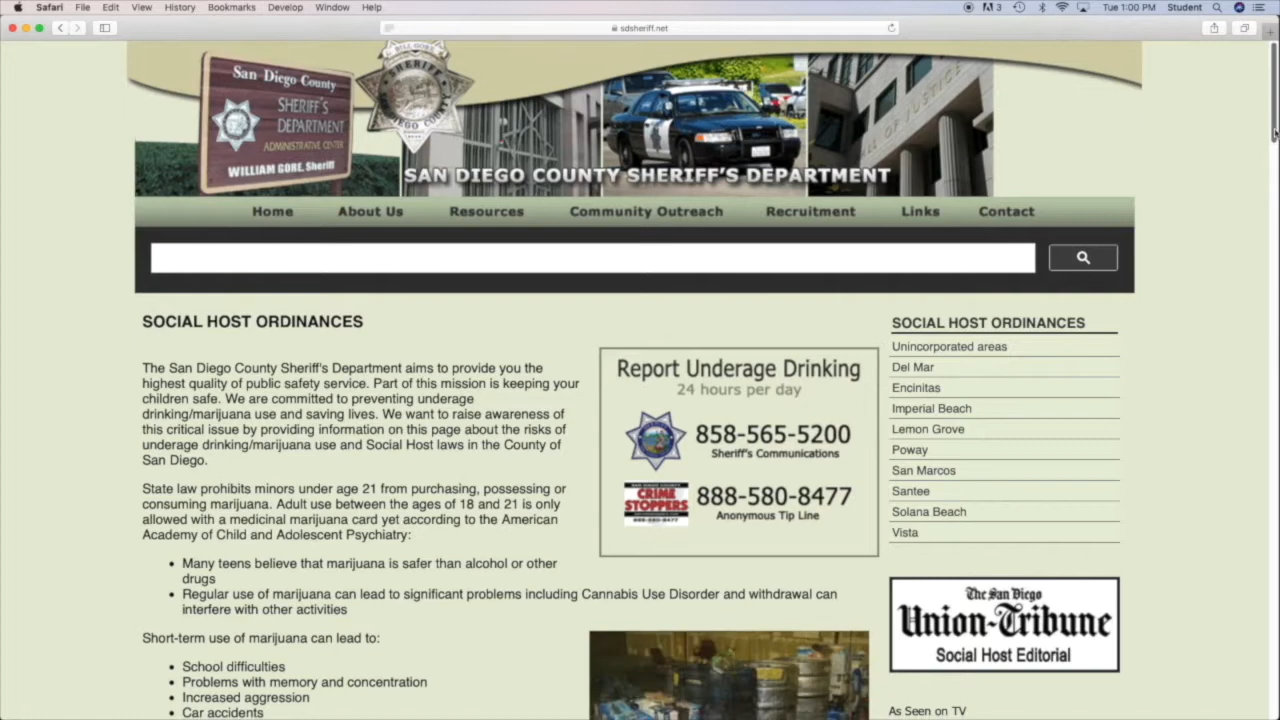 Safari File Edit View History Bookmarks Develop Window Help
3 Tue 1:00 PM Student
sdsheriff.net
San Diego County
SHERIFF'S
DEPARTMENT
ADMINISTRATIVE CENTER
WILLIAM GORE, Sheriff
BILL GORE
SHERIFF
HALL OF JUSTICE
SAN DIEGO COUNTY SHERIFF'S DEPARTMENT
Home About Us Resources Community Outreach Recruitment Links Contact
SOCIAL HOST ORDINANCES
The San Diego County Sheriff's Department aims to provide you the
highest quality of public safety service. Part of this mission is keeping your
children safe. We are committed to preventing underage
drinking/marijuana use and saving lives. We want to raise awareness of
this critical issue by providing information on this page about the risks of
underage drinking/marijuana use and Social Host laws in the County of
San Diego.
State law prohibits minors under age 21 from purchasing, possessing or
consuming marijuana. Adult use between the ages of 18 and 21 is only
allowed with a medicinal marijuana card yet according to the American
Academy of Child and Adolescent Psychiatry:
• Many teens believe that marijuana is safer than alcohol or other
drugs
• Regular use of marijuana can lead to significant problems including Cannabis Use Disorder and withdrawal can
interfere with other activities
Short-term use of marijuana can lead to:
• School difficulties
• Problems with memory and concentration
• Increased aggression
• Car accidents
Report Underage Drinking
24 hours per day
858-565-5200
Sheriff's Communications
CRIME
STOPPERS
888-580-8477
888-580-8477
Anonymous Tip Line
SOCIAL HOST ORDINANCES
Unincorporated areas
Del Mar
Encinitas
Imperial Beach
Lemon Grove
Poway
San Marcos
Santee
Solana Beach
Vista
The San Diego
Union-Tribune
Social Host Editorial
As Seen on TV